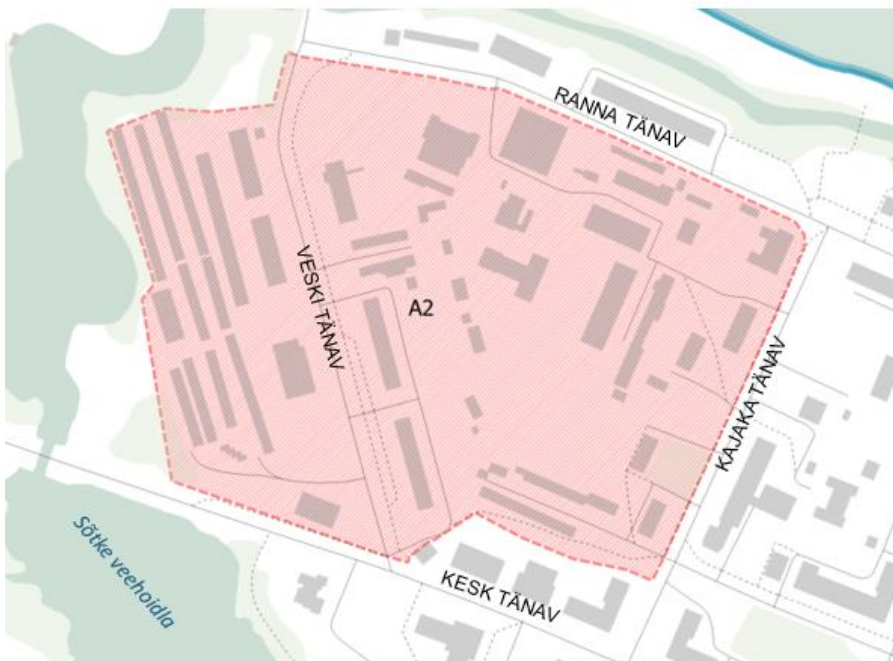 RANNA TÄNAV
VESKI TÄNAV
A2
KAJAKA TÄNAV
Sõtke veehoidla
KESK TÄNAV